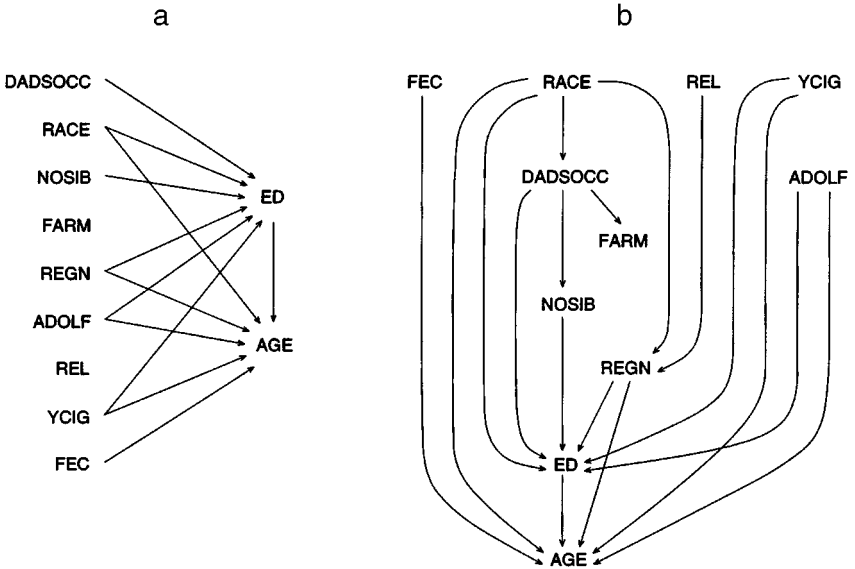 a
DADSOCC
RACE
NOSIB
FARM
REGN
ADOLF
REL
YCIG
FEC
ED
AGE
b
FEC RACE REL YCIG
DADSOCC ADOLF
FARM
NOSIB
REGN
ED
AGE